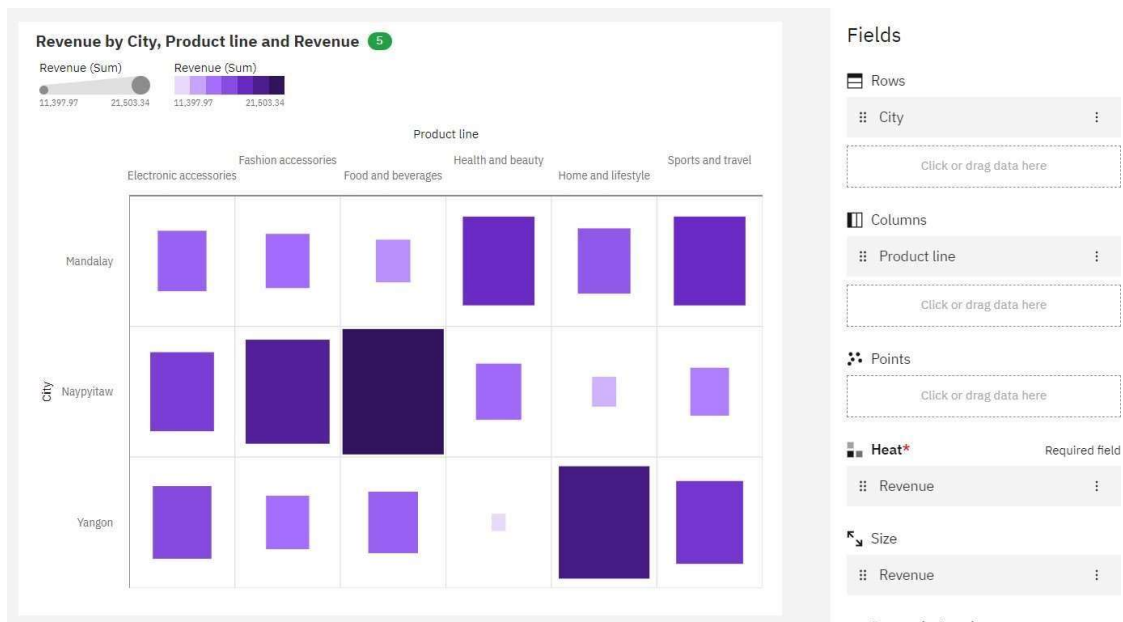 Revenue by City, Product line and Revenue 5
Revenue (Sum)
11,397.97 21,503.34
Revenue (Sum)
11,397.97 21,503.34
Product line
Fashion accessories Health and beauty Sports and travel
Electronic accessories Food and beverages Home and lifestyle
City
Mandalay
Naypyitaw
Yangon
Fields
Rows
City
Click or drag data here
Columns
Product line
Click or drag data here
Points
Click or drag data here
Heat* Required field
Revenue
Size
Revenue